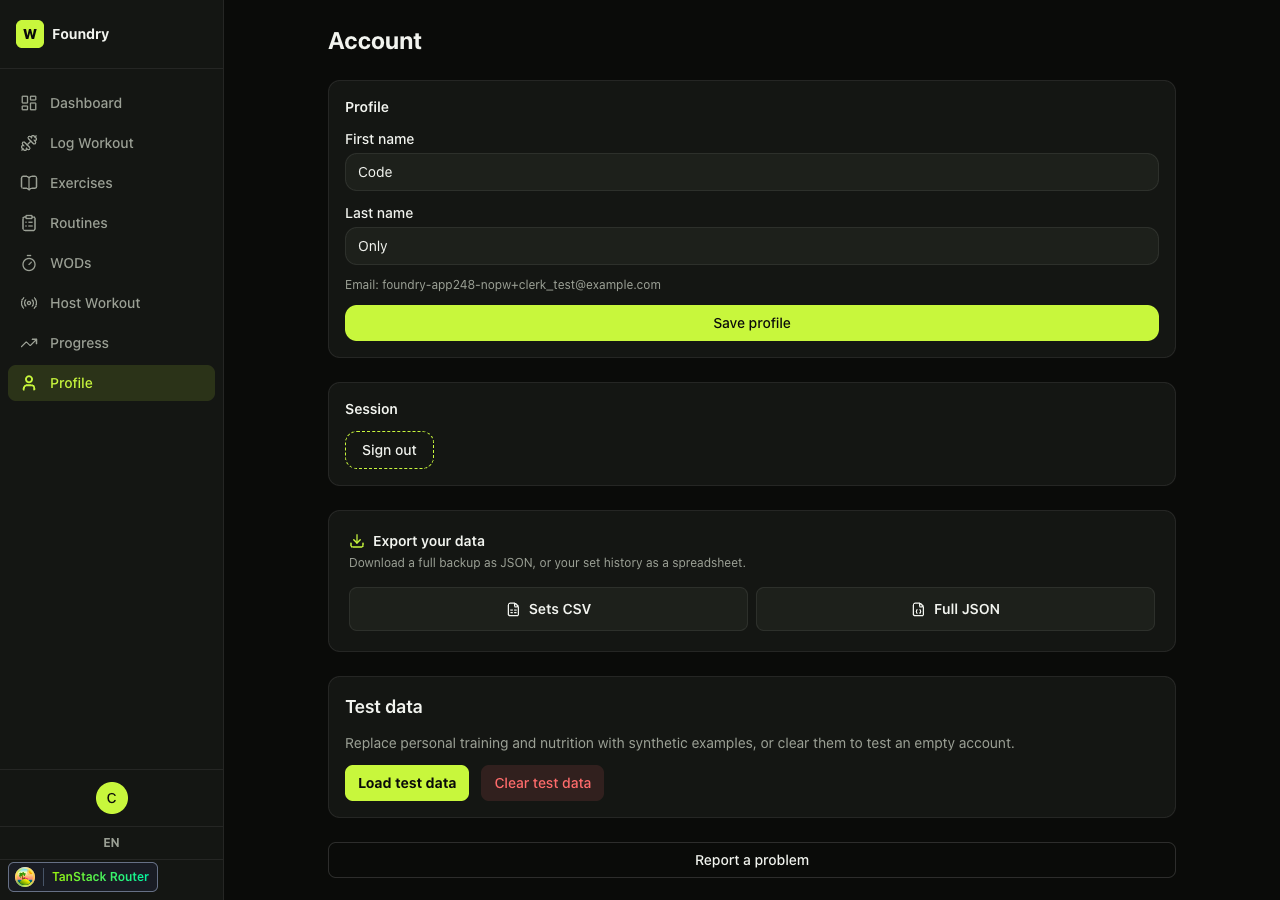 W Foundry
Dashboard
Log Workout
Exercises
Routines
WODs
Host Workout
Progress
Profile
C
EN
TanStack Router
Account
Profile
First name
Code
Last name
Only
Email: foundry-app248-nopw+clerk_test@example.com
Save profile
Session
Sign out
Export your data
Download a full backup as JSON, or your set history as a spreadsheet.
Sets CSV
Full JSON
Test data
Replace personal training and nutrition with synthetic examples, or clear them to test an empty account.
Load test data
Clear test data
Report a problem